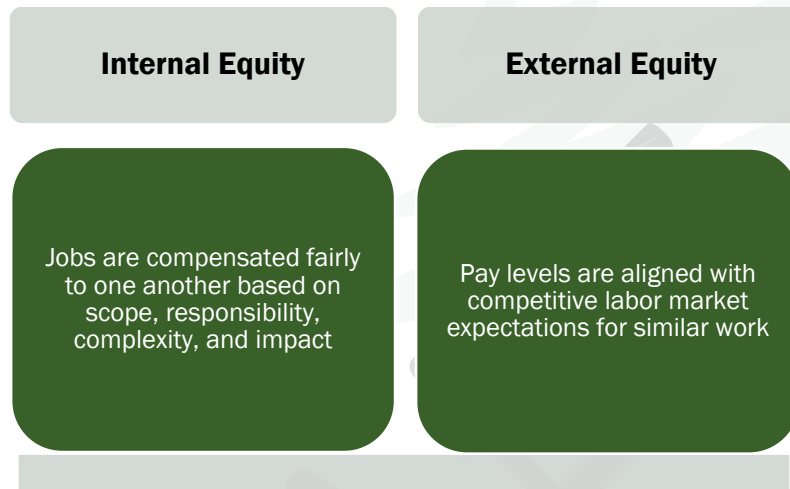 Internal Equity
External Equity
Jobs are compensated fairly
to one another based on
scope, responsibility,
complexity, and impact
Pay levels are aligned with
competitive labor market
expectations for similar work